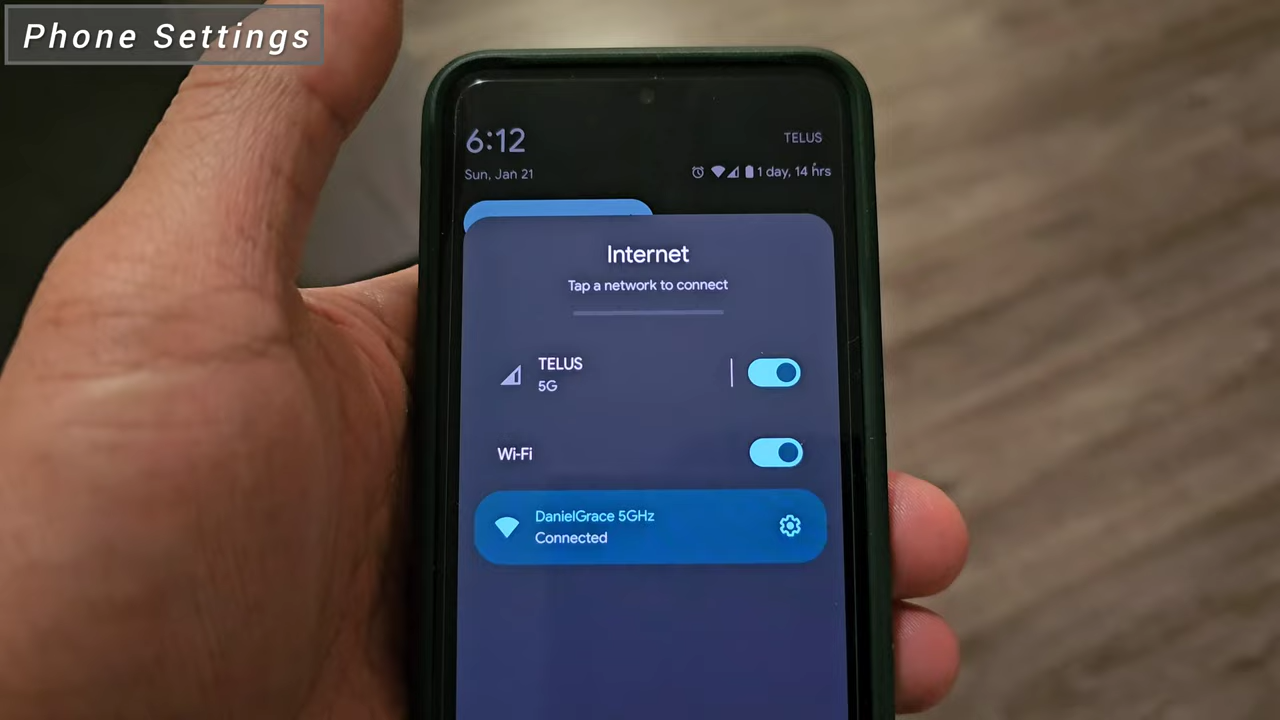 Phone Settings
6:12
TELUS
Sun, Jan 21
1 day, 14 hrs
Internet
Tap a network to connect
TELUS
5G
Wi-Fi
DanielGrace 5GHz
Connected